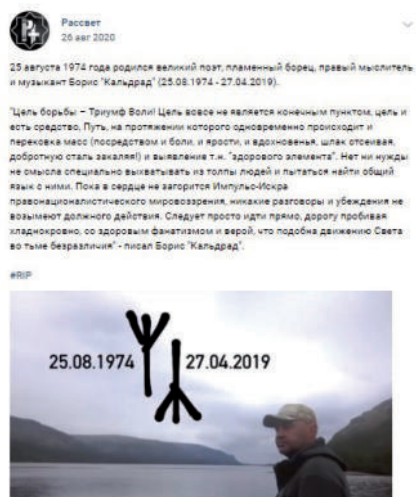 Рассвет
26 авг 2020
25 августа 1974 года родился великий поэт, пламенный борец, правый мыслитель
и музыкант Борис "Кальдрад" (25.08.1974 - 27.04.2019).
"Цель борьбы – Триумф Воли! Цель вовсе не является конечным пунктом, цель и
есть средство, Путь, на протяжении которого одновременно происходит и
перековка масс (посредством и боли, и ярости, и вдохновенья, шлак отсеивая,
добротную сталь закаляя!) и выявление т.н. "здорового элемента". Нет ни нужды
не смысла специально выхватывать из толпы людей и пытаться найти общий
язык с ними. Пока в сердце не загорится Импульс-Искра
правонационалистического мировоззрения, никакие разговоры и убеждения не
возымеют должного действия. Следует просто идти прямо, дорогу пробивая
хладнокровно, со здоровым фанатизмом и верой, что подобна движению Света
во тьме безразличия" - писал Борис "Кальдрад".
#RIP
25.08.1974 27.04.2019